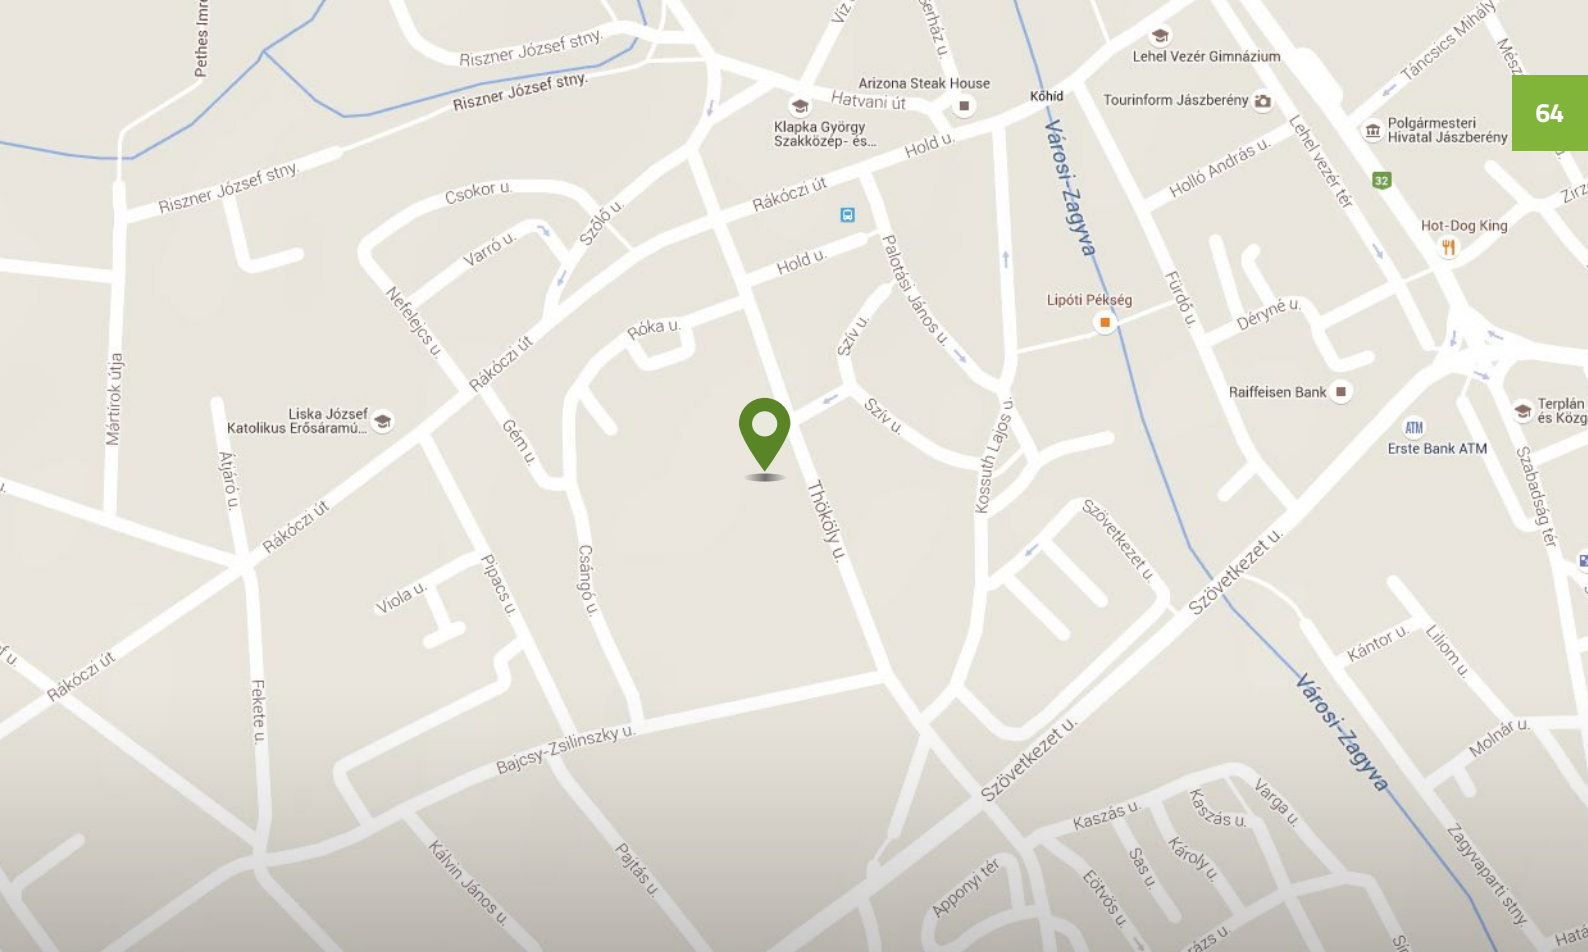 Pethes Imre
Riszner József stny.
Riszner József stny.
Riszner József stny.
Víz
Serház u.
Arizona Steak House
Hatvani út
Klapka György
Szakközép- és...
Hold u.
Kőhíd
Lehel Vezér Gimnázium
Tourinform Jászberény
Táncsics Mihály
Polgármesteri
Hivatal Jászberény
64
Lehel vezér tér
Holló András u.
32
Hot-Dog King
Városi-Zagyva
Csokor u.
Szőlő u.
Varró u.
Rákóczi út
Hold u.
Palotási János u.
Fürdő u.
Lipóti Pékség
Déryné u.
Nefelejcs u.
Róka u.
Szív u.
Rákóczi út
Mártírok útja
Liska József
Katolikus Erősáramú...
Gém u.
Szív u.
Kossuth Lajos u.
Raiffeisen Bank
ATM
Erste Bank ATM
Terplán
és Közg
Szabadság tér
Átjáró u.
Rákóczi út
Thököly u.
Szövetkezet u.
Szövetkezet u.
Pipacs u.
Csángó u.
Viola u.
Kántor u.
Liliom u.
Rákóczi út
Fekete u.
Városi-Zagyva
Bajcsy-Zsilinszky u.
Szövetkezet u.
Molnár u.
Kaszás u.
Kaszás u.
Varga u.
Kálvin János u.
Pajtás u.
Apponyi tér
Eötvös u.
Sas u.
Károly u.
Zagyvaparti stny.